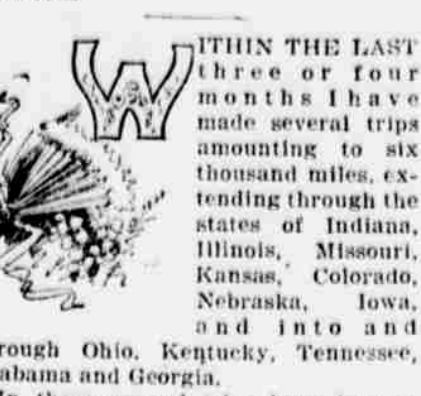 WITHIN THE LAST
three or four
months I have
made several trips
amounting to six
thousand miles, ex-
tending through the
states of Indiana,
Illinois, Missouri,
Kansas, Colorado,
Nebraska, Iowa,
and into and
rough Ohio, Kentucky, Tennessee,
abama and Georgia.